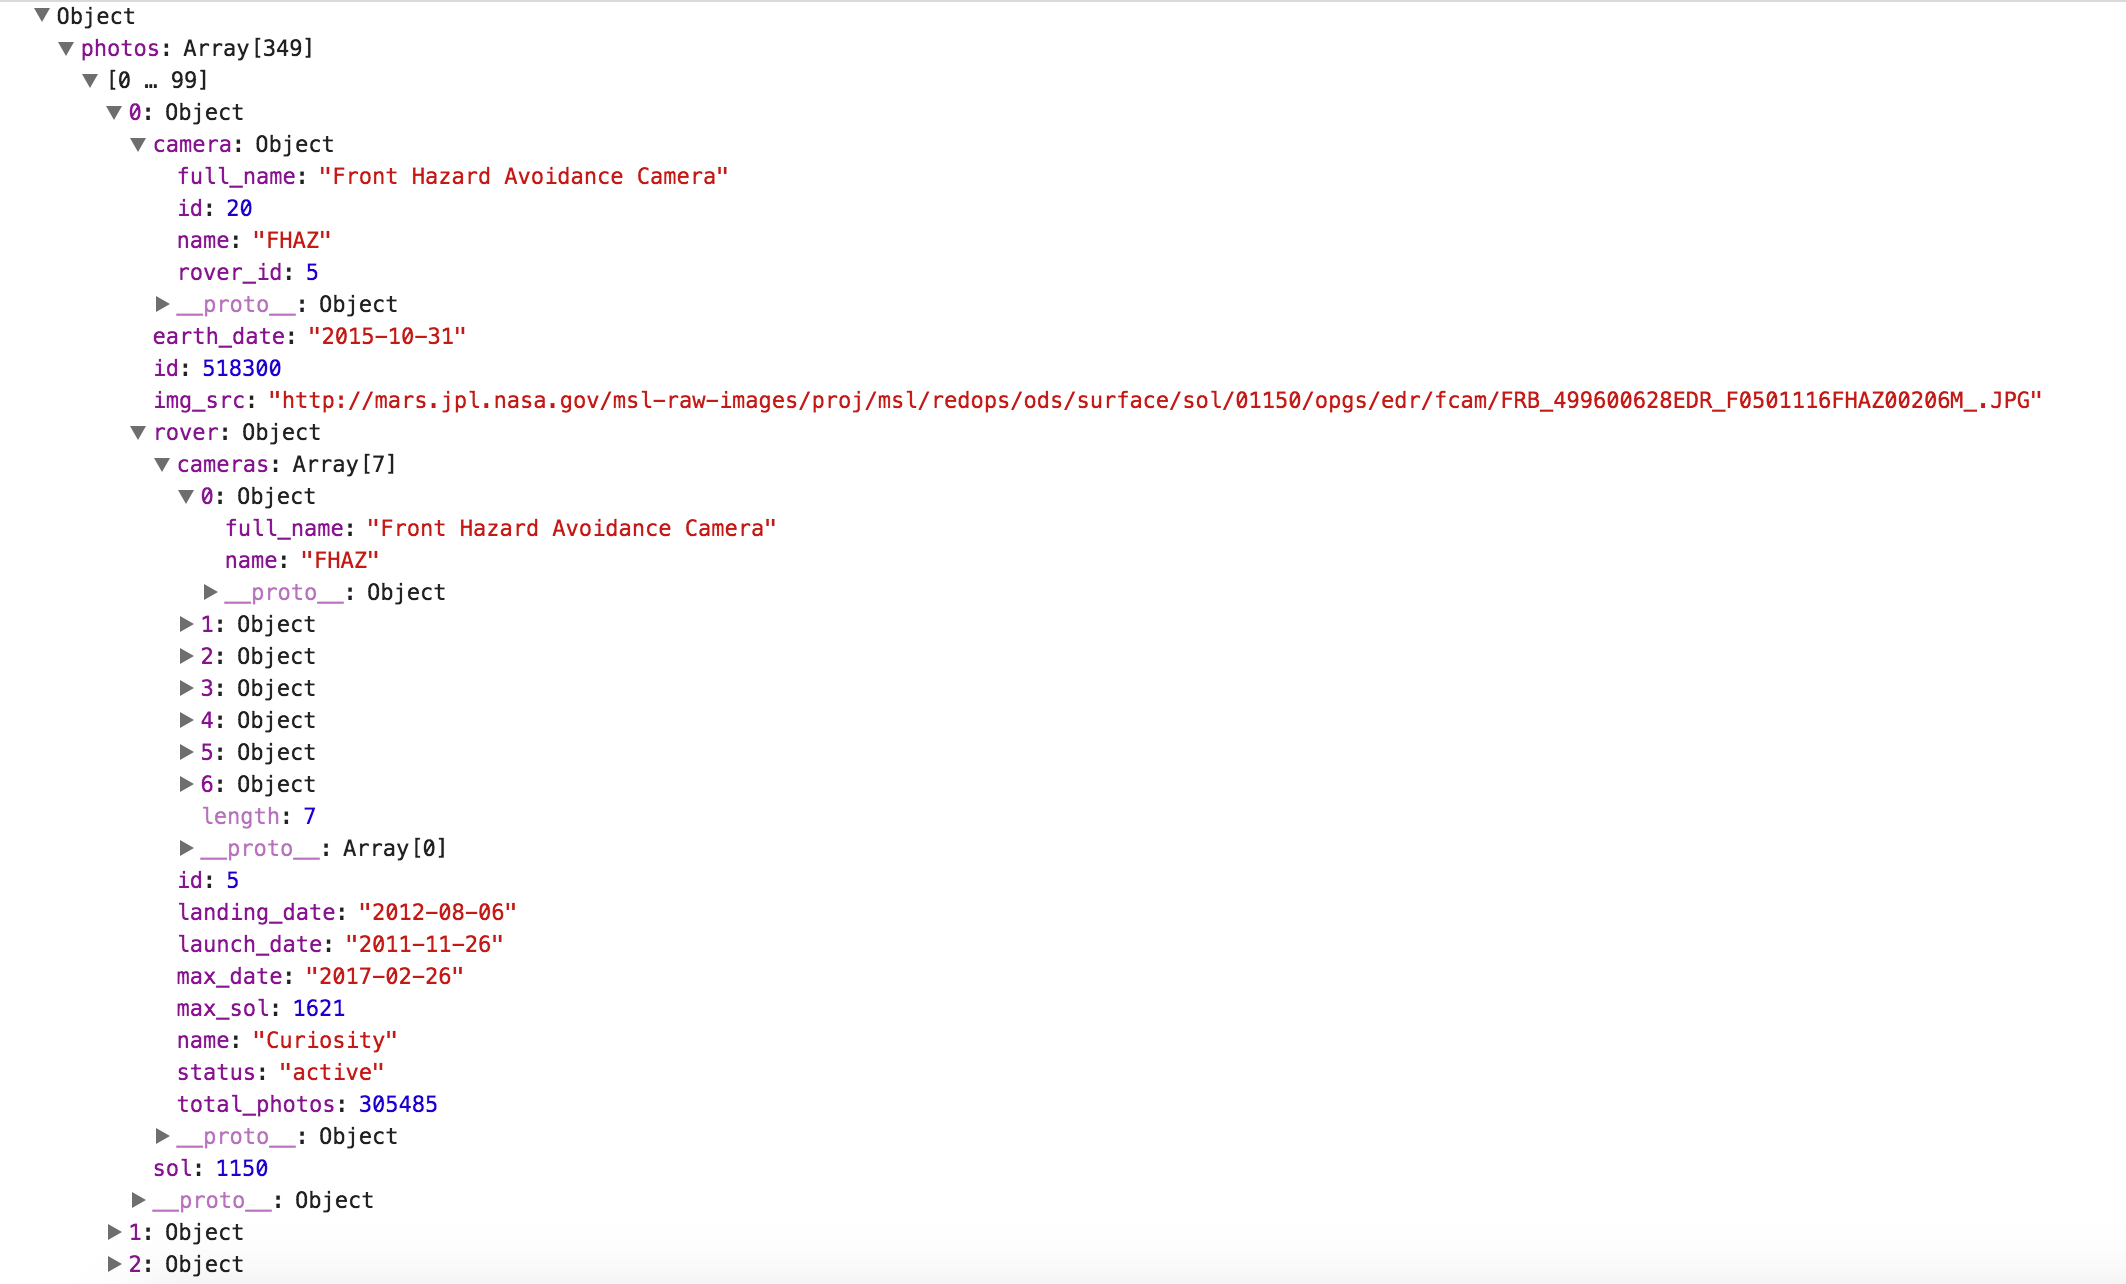 Object
photos: Array[349]
[0 … 99]
0: Object
camera: Object
full_name: "Front Hazard Avoidance Camera"
id: 20
name: "FHAZ"
rover_id: 5
__proto__: Object
earth_date: "2015-10-31"
id: 518300
img_src: "http://mars.jpl.nasa.gov/msl-raw-images/proj/msl/redops/ods/surface/sol/01150/opgs/edr/fcam/FRB_499600628EDR_F0501116FHAZ00206M_.JPG"
rover: Object
cameras: Array[7]
0: Object
full_name: "Front Hazard Avoidance Camera"
name: "FHAZ"
__proto__: Object
1: Object
2: Object
3: Object
4: Object
5: Object
6: Object
length: 7
__proto__: Array[0]
id: 5
landing_date: "2012-08-06"
launch_date: "2011-11-26"
max_date: "2017-02-26"
max_sol: 1621
name: "Curiosity"
status: "active"
total_photos: 305485
__proto__: Object
sol: 1150
__proto__: Object
1: Object
2: Object